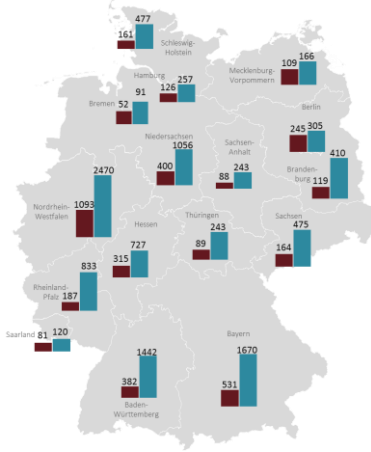 477
161
Schleswig-
Holstein
109 166
Mecklenburg-
Vorpommern
Hamburg
126 257
91
52
Bremen
Berlin
245 305
Niedersachsen
400 1056
Sachsen-
Anhalt
88 243
410
Branden-
burg
119
2470
1093
Nordrhein-
Westfalen
Hessen
315 727
Thüringen
243
89
Sachsen
475
164
833
Rheinland-
Pfalz
187
Saarland 81 120
1442
382
Baden-
Württemberg
Bayern
1670
531